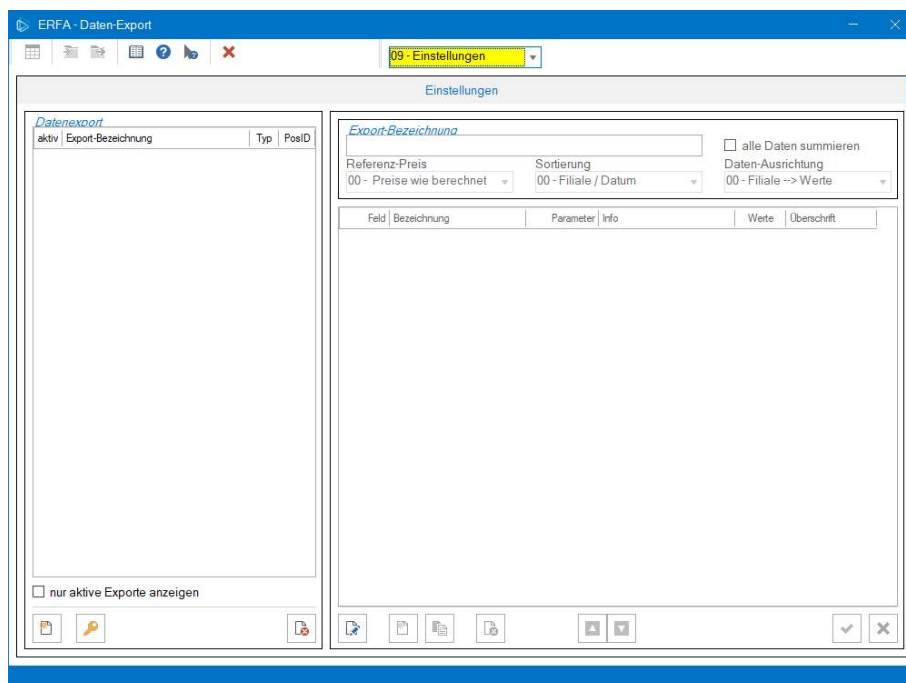 ERFA - Daten-Export
09 - Einstellungen
Einstellungen
Datenexport
aktiv Export-Bezeichnung Typ PosID
nur aktive Exporte anzeigen
Export-Bezeichnung
alle Daten summieren
Referenz-Preis Sortierung Daten-Ausrichtung
00 - Preise wie berechnet 00 - Filiale / Datum 00 - Filiale --> Werte
Feld Bezeichnung Parameter Info Werte Überschrift